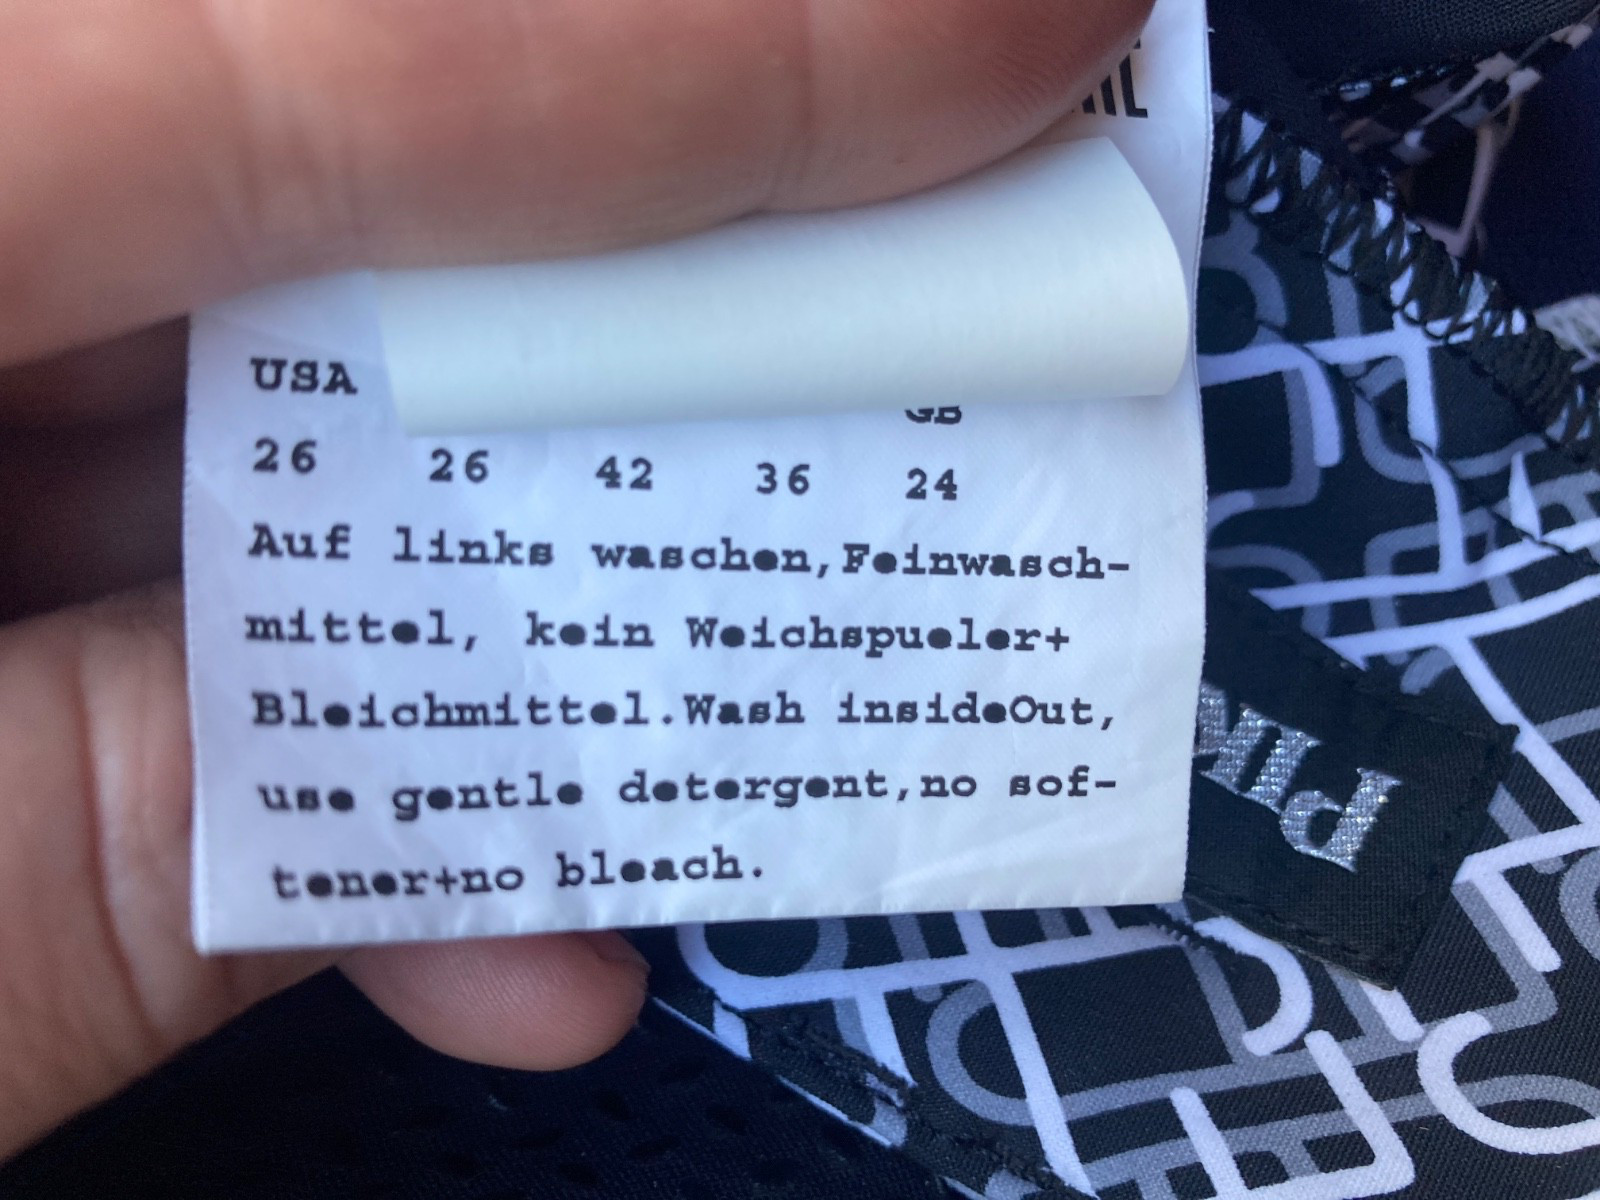 USA GB
26 26 42 36 24
Auf links waschen,Feinwasch-
mittel, kein Weichspueler+
Bleichmittel.Wash insideOut,
use gentle detergent,no sof-
tener+no bleach.